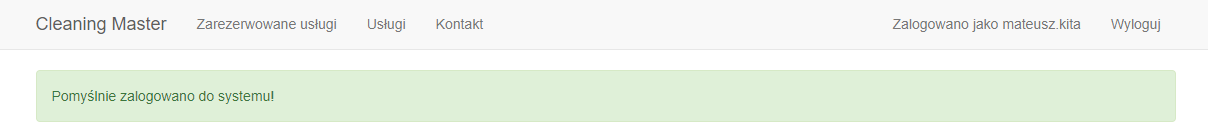 Cleaning Master Zarezerwowane usługi Usługi Kontakt Zalogowano jako mateusz.kita Wyloguj
Pomyślnie zalogowano do systemu!